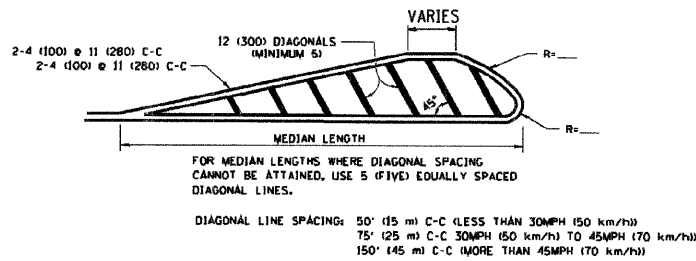 VARIES
2-4 (100) @ 11 (280) C-C
2-4 (100) @ 11 (280) C-C
12 (300) DIAGONALS
(MINIMUM 5)
R=___
45°
R=___
MEDIAN LENGTH
FOR MEDIAN LENGTHS WHERE DIAGONAL SPACING
CANNOT BE ATTAINED, USE 5 (FIVE) EQUALLY SPACED
DIAGONAL LINES.
DIAGONAL LINE SPACING: 50' (15 m) C-C (LESS THAN 30MPH (50 km/h))
75' (25 m) C-C 30MPH (50 km/h) TO 45MPH (70 km/h))
150' (45 m) C-C (MORE THAN 45MPH (70 km/h))